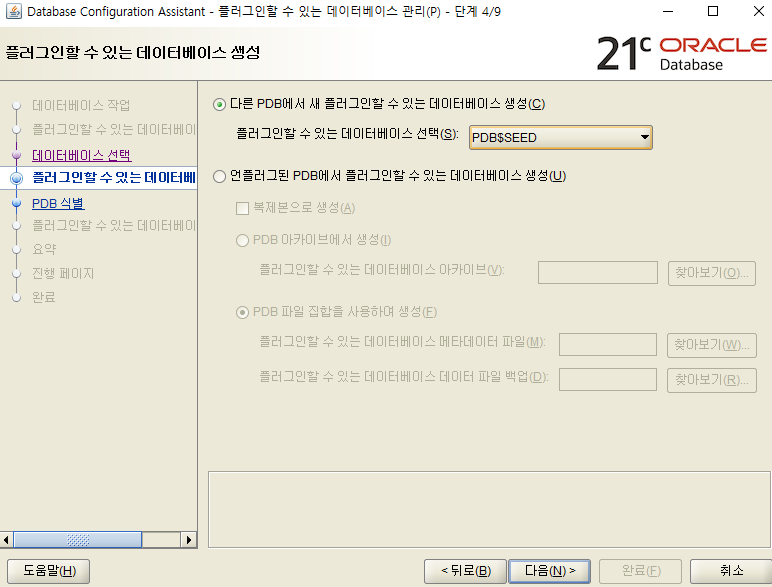 Database Configuration Assistant - 플러그인할 수 있는 데이터베이스 관리(P) - 단계 4/9
플러그인할 수 있는 데이터베이스 생성
21c ORACLE
Database
데이터베이스 작업
플러그인할 수 있는 데이터베이
데이터베이스 선택
플러그인할 수 있는 데이터베
PDB 식별
플러그인할 수 있는 데이터베이
요약
진행 페이지
완료
다른 PDB에서 새 플러그인할 수 있는 데이터베이스 생성(C)
플러그인할 수 있는 데이터베이스 선택(S): PDB$SEED
언플러그된 PDB에서 플러그인할 수 있는 데이터베이스 생성(U)
복제본으로 생성(A)
PDB 아카이브에서 생성(I)
플러그인할 수 있는 데이터베이스 아카이브(V): 찾아보기(O)...
PDB 파일 집합을 사용하여 생성(F)
플러그인할 수 있는 데이터베이스 메타데이터 파일(M): 찾아보기(W)...
플러그인할 수 있는 데이터베이스 데이터 파일 백업(D): 찾아보기(R)...
도움말(H) < 뒤로(B) 다음(N) > 완료(F) 취소